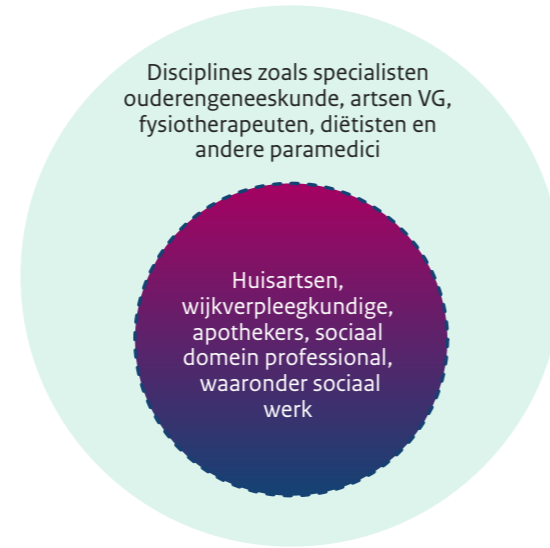 Disciplines zoals specialisten
ouderengeneeskunde, artsen VG,
fysiotherapeuten, diëtisten en
andere paramedici
Huisartsen,
wijkverpleegkundige,
apothekers, sociaal
domein professional,
waaronder sociaal
werk